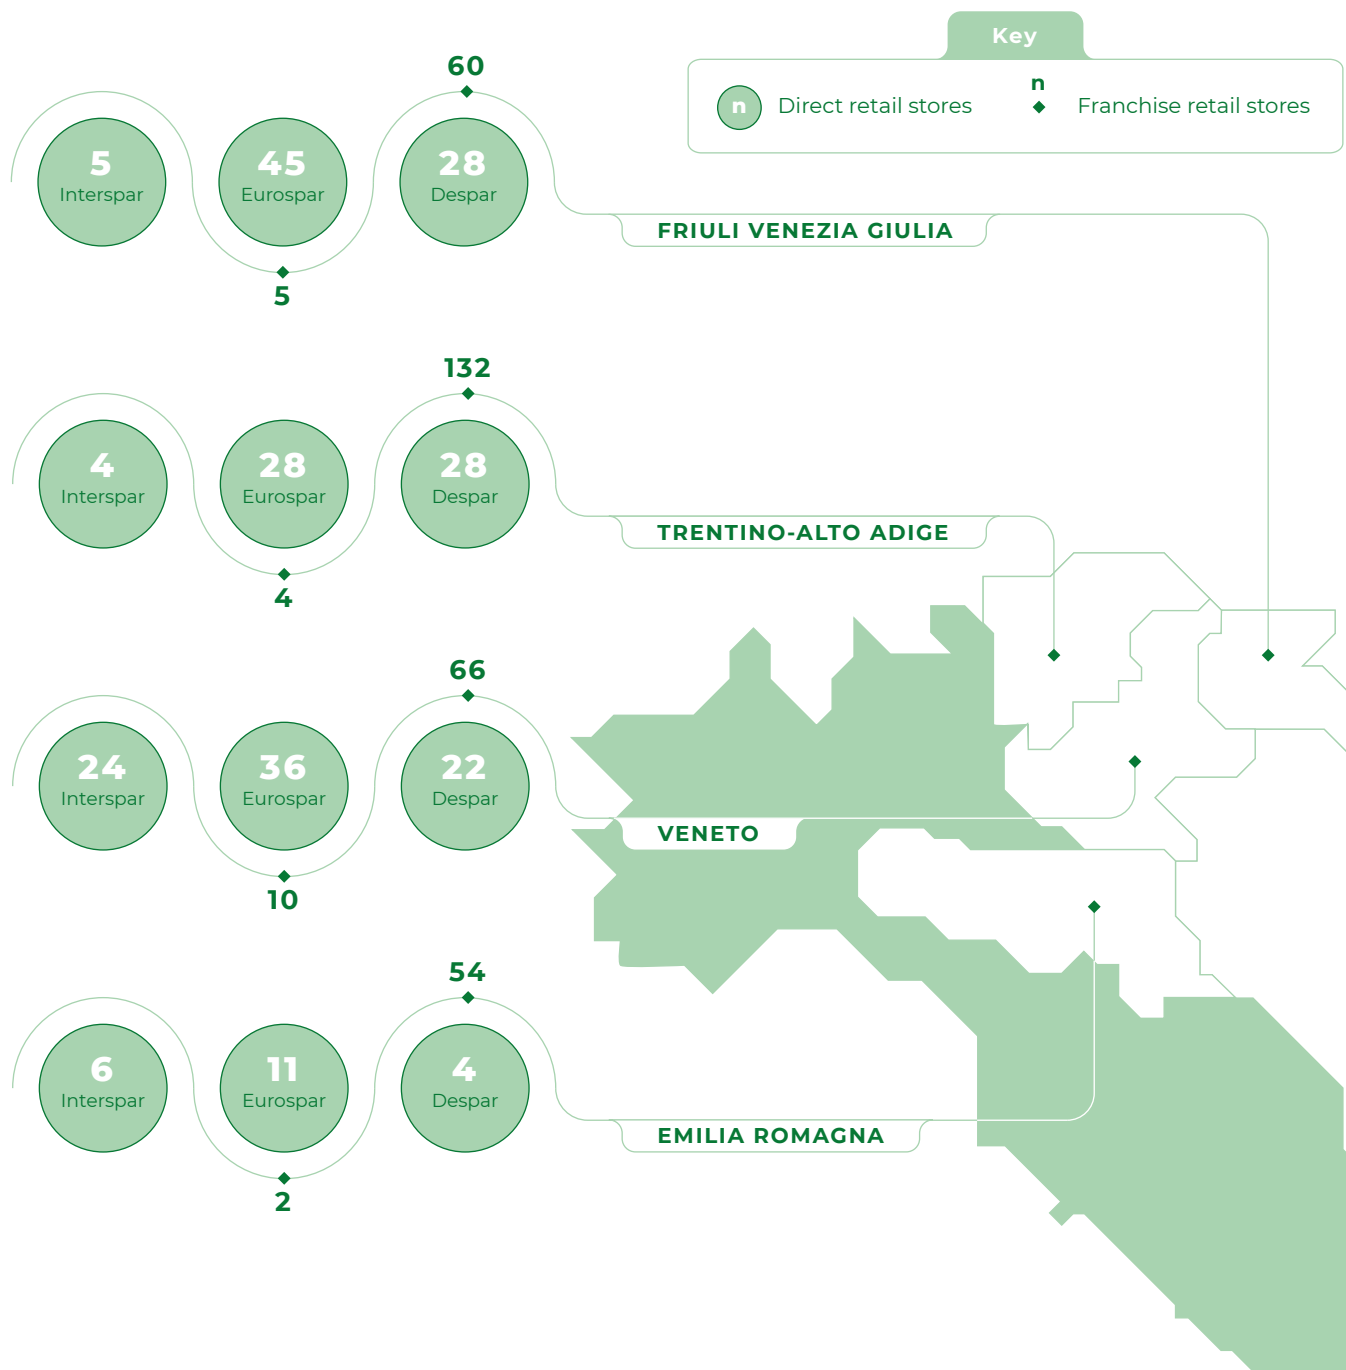 Key
n Direct retail stores
n Franchise retail stores
60
5 45 28
Interspar Eurospar Despar
5
FRIULI VENEZIA GIULIA
132
4 28 28
Interspar Eurospar Despar
4
TRENTINO-ALTO ADIGE
66
24 36 22
Interspar Eurospar Despar
10
VENETO
54
6 11 4
Interspar Eurospar Despar
2
EMILIA ROMAGNA